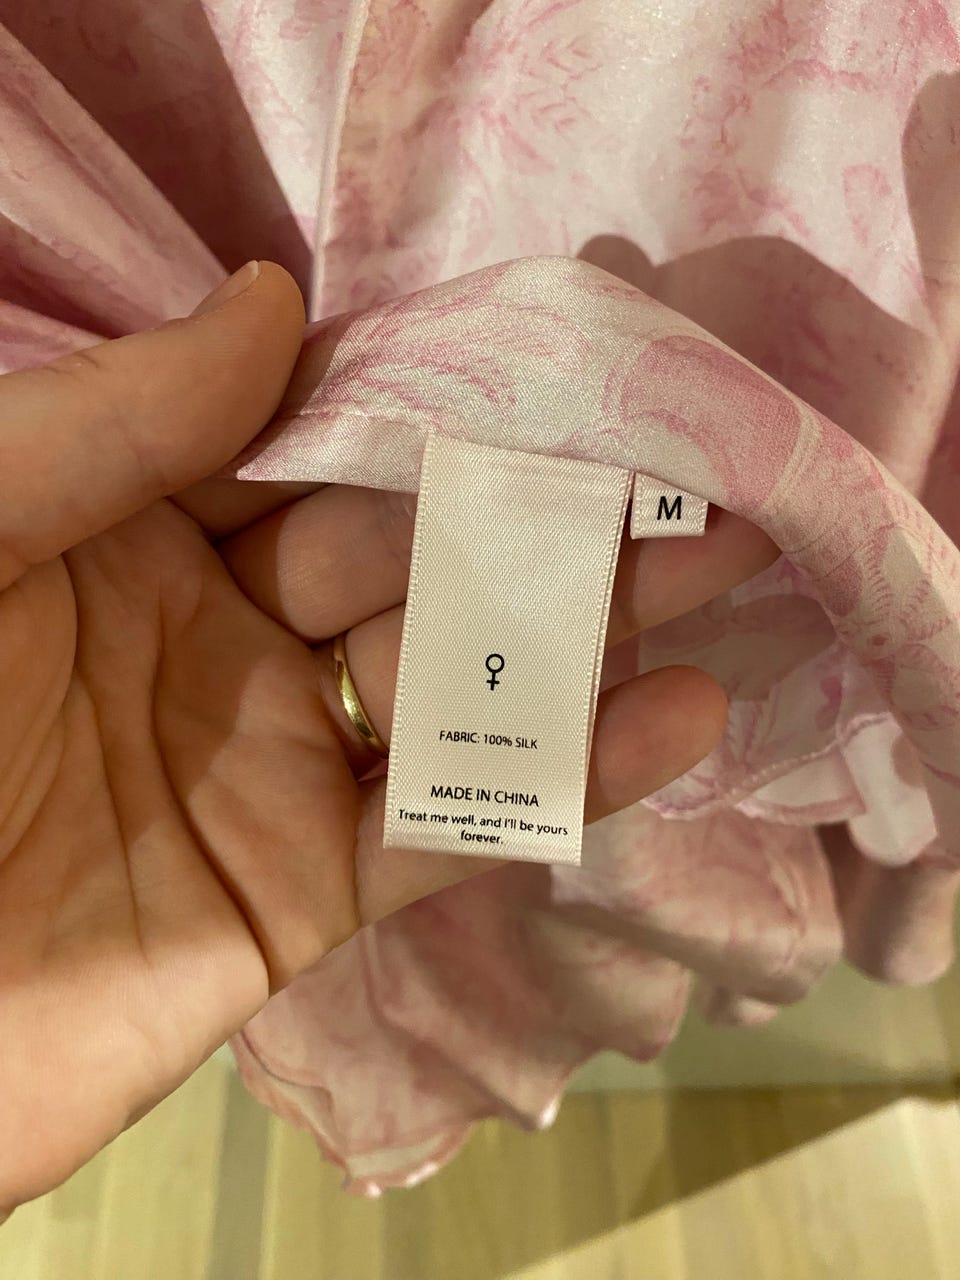 M
FABRIC: 100% SILK
MADE IN CHINA
Treat me well, and I'll be yours
forever.